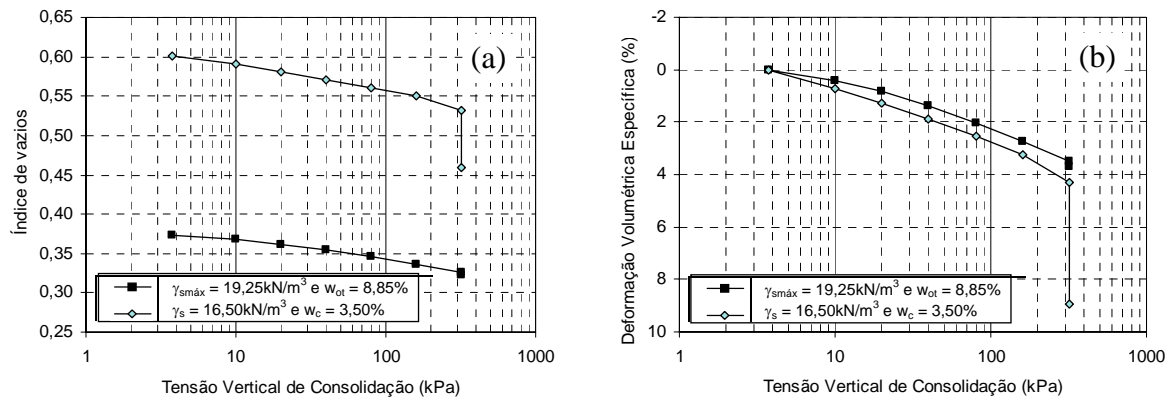 (a)
Índice de vazios
0,60
0,55
0,50
0,45
0,40
0,35
0,30
0,25
γsmáx = 19,25kN/m³ e wot = 8,85%
γs = 16,50kN/m³ e wc = 3,50%
1 10 100 1000
Tensão Vertical de Consolidação (kPa)
(b)
Deformação Volumétrica Específica (%)
-2
0
2
4
6
8
10
γsmáx = 19,25kN/m³ e wot = 8,85%
γs = 16,50kN/m³ e wc = 3,50%
1 10 100 1000
Tensão Vertical de Consolidação (kPa)